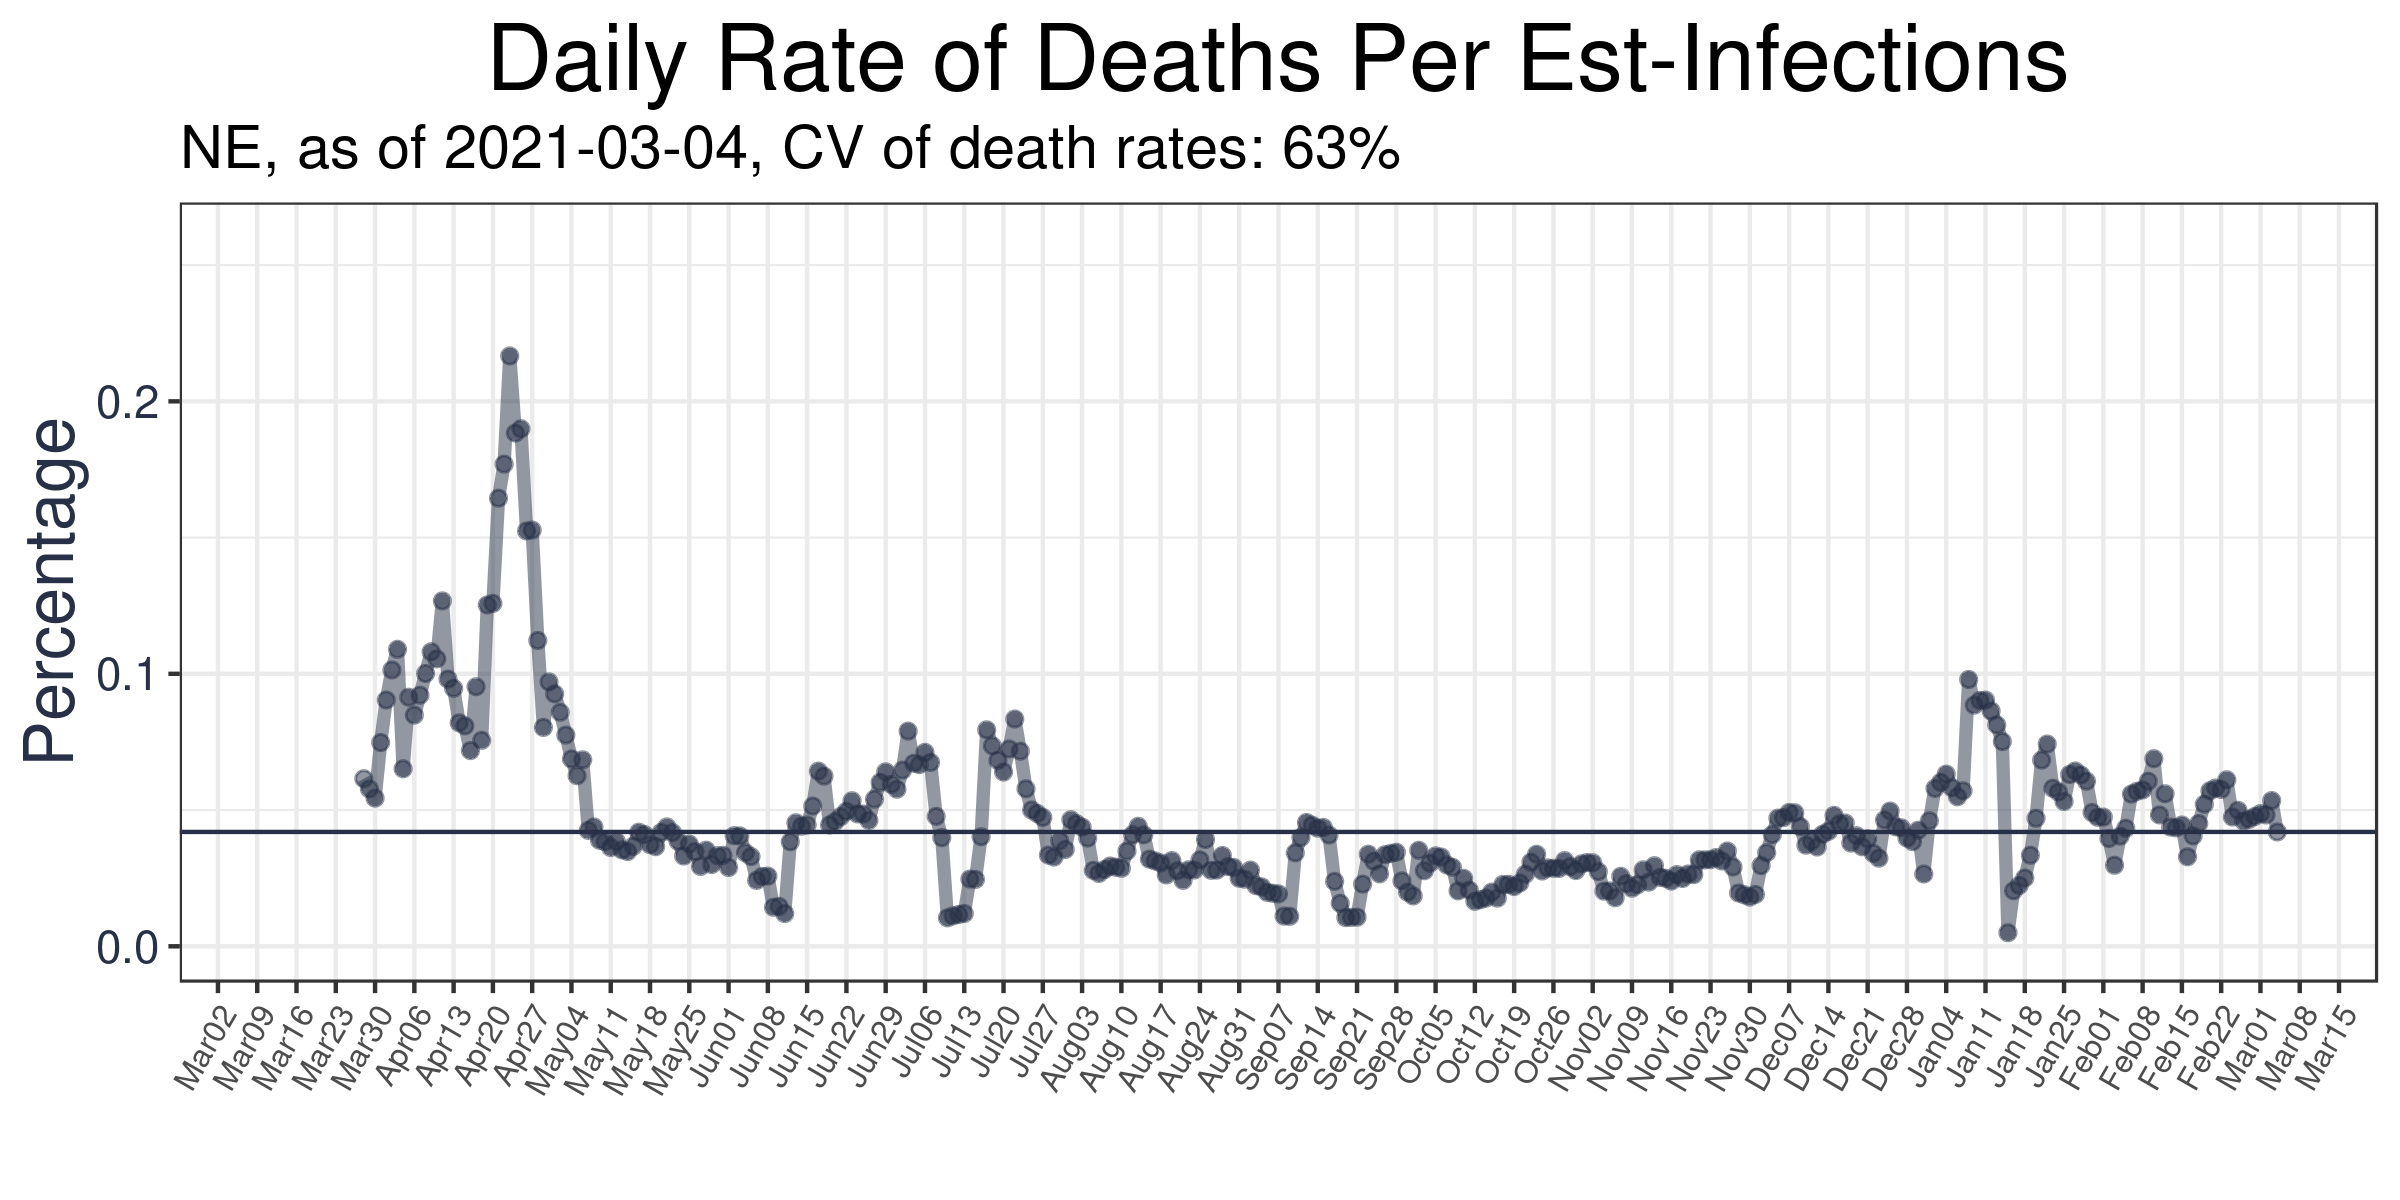 Daily Rate of Deaths Per Est-Infections
NE, as of 2021-03-04, CV of death rates: 63%
Percentage
0.2
0.1
0.0
Mar02
Mar09
Mar16
Mar23
Mar30
Apr06
Apr13
Apr20
Apr27
May04
May11
May18
May25
Jun01
Jun08
Jun15
Jun22
Jun29
Jul06
Jul13
Jul20
Jul27
Aug03
Aug10
Aug17
Aug24
Aug31
Sep07
Sep14
Sep21
Sep28
Oct05
Oct12
Oct19
Oct26
Nov02
Nov09
Nov16
Nov23
Nov30
Dec07
Dec14
Dec21
Dec28
Jan04
Jan11
Jan18
Jan25
Feb01
Feb08
Feb15
Feb22
Mar01
Mar08
Mar15